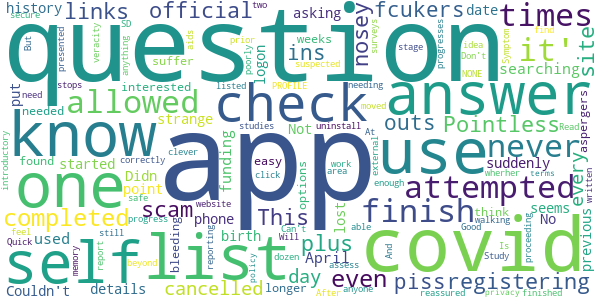 history links official asking fcukers date times
secure But two ins nosey site it'
question
veracity anything SD presented suffer prior aids poorly weeks logon stage surveys progresses idea Don't Sympton find
put interested PROFILE suspected needing moved NONE searching
needed allowed check answer
stops need listed Not outs Pointless
know strange app use never
introductory studies uninstall At external Read aspergers
found started clever easy click work area suddenly wherher terms written
one Didn funding options attempted every previous
correctly safe point This lost finish think
completed scam website phone able enough seems No
progress birth plus April Can't And walking Is Study
used bleeding reporting Will dozen assess Good proceeding
self list day even covid
feel still report policy pissregistering
Quick memory beyond After anyone reassured privacy finished
Couldn't details cancelled longer